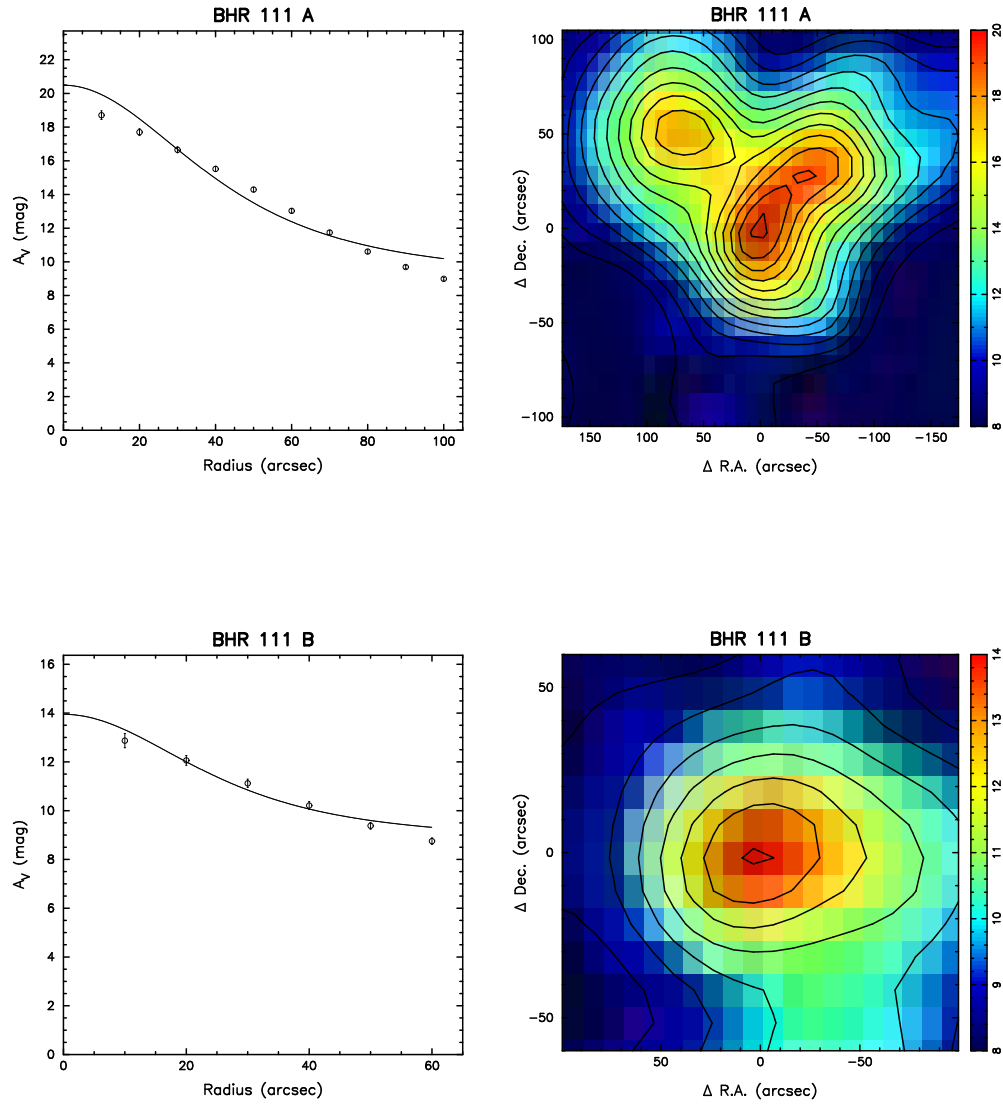 BHR 111 A
22
20
18
16
14
12
10
8
6
4
2
0
A_V (mag)
0 20 40 60 80 100
Radius (arcsec)
BHR 111 A
100
50
0
−50
−100
Δ Dec. (arcsec)
150 100 50 0 −50 −100 −150
Δ R.A. (arcsec)
20
18
16
14
12
10
8
BHR 111 B
16
14
12
10
8
6
4
2
0
A_V (mag)
0 20 40 60
Radius (arcsec)
BHR 111 B
50
0
−50
Δ Dec. (arcsec)
50 0 −50
Δ R.A. (arcsec)
14
13
12
11
10
9
8